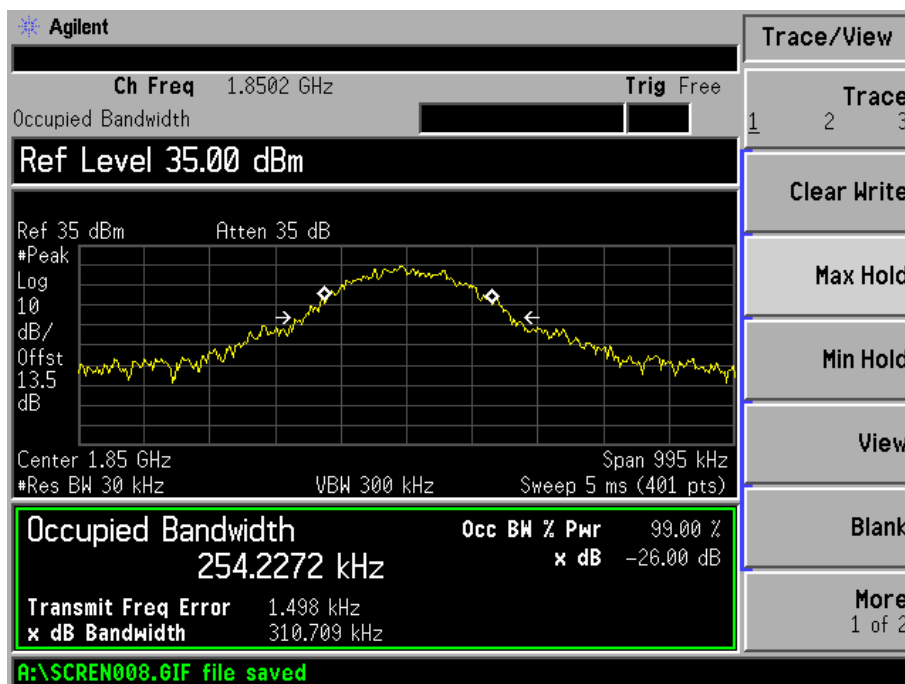 Agilent
Trace/View
Ch Freq 1.8502 GHz Trig Free
Occupied Bandwidth
Trace
1 2 3
Ref Level 35.00 dBm
Clear Write
Ref 35 dBm Atten 35 dB
#Peak
Log
10
dB/
Offst
13.5
dB
Max Hold
Min Hold
View
Center 1.85 GHz Span 995 kHz
#Res BW 30 kHz VBW 300 kHz Sweep 5 ms (401 pts)
Occupied Bandwidth
254.2272 kHz
Occ BW % Pwr 99.00 %
x dB -26.00 dB
Blank
Transmit Freq Error 1.498 kHz
x dB Bandwidth 310.709 kHz
More
1 of 2
A:\SCREN008.GIF file saved